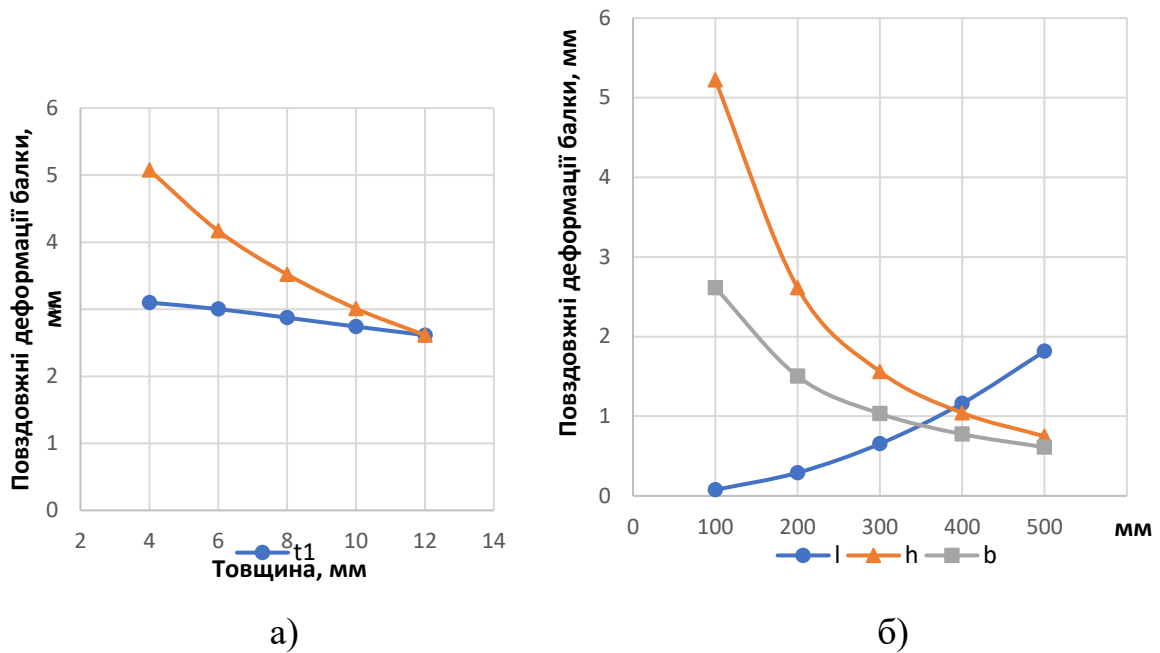 Повздовжні деформації балки,
мм
6
5
4
3
2
1
0
2 4 6 8 10 12 14
t1
Товщина, мм
а)
Повздовжні деформації балки, мм
6
5
4
3
2
1
0
0 100 200 300 400 500 мм
l h b
б)